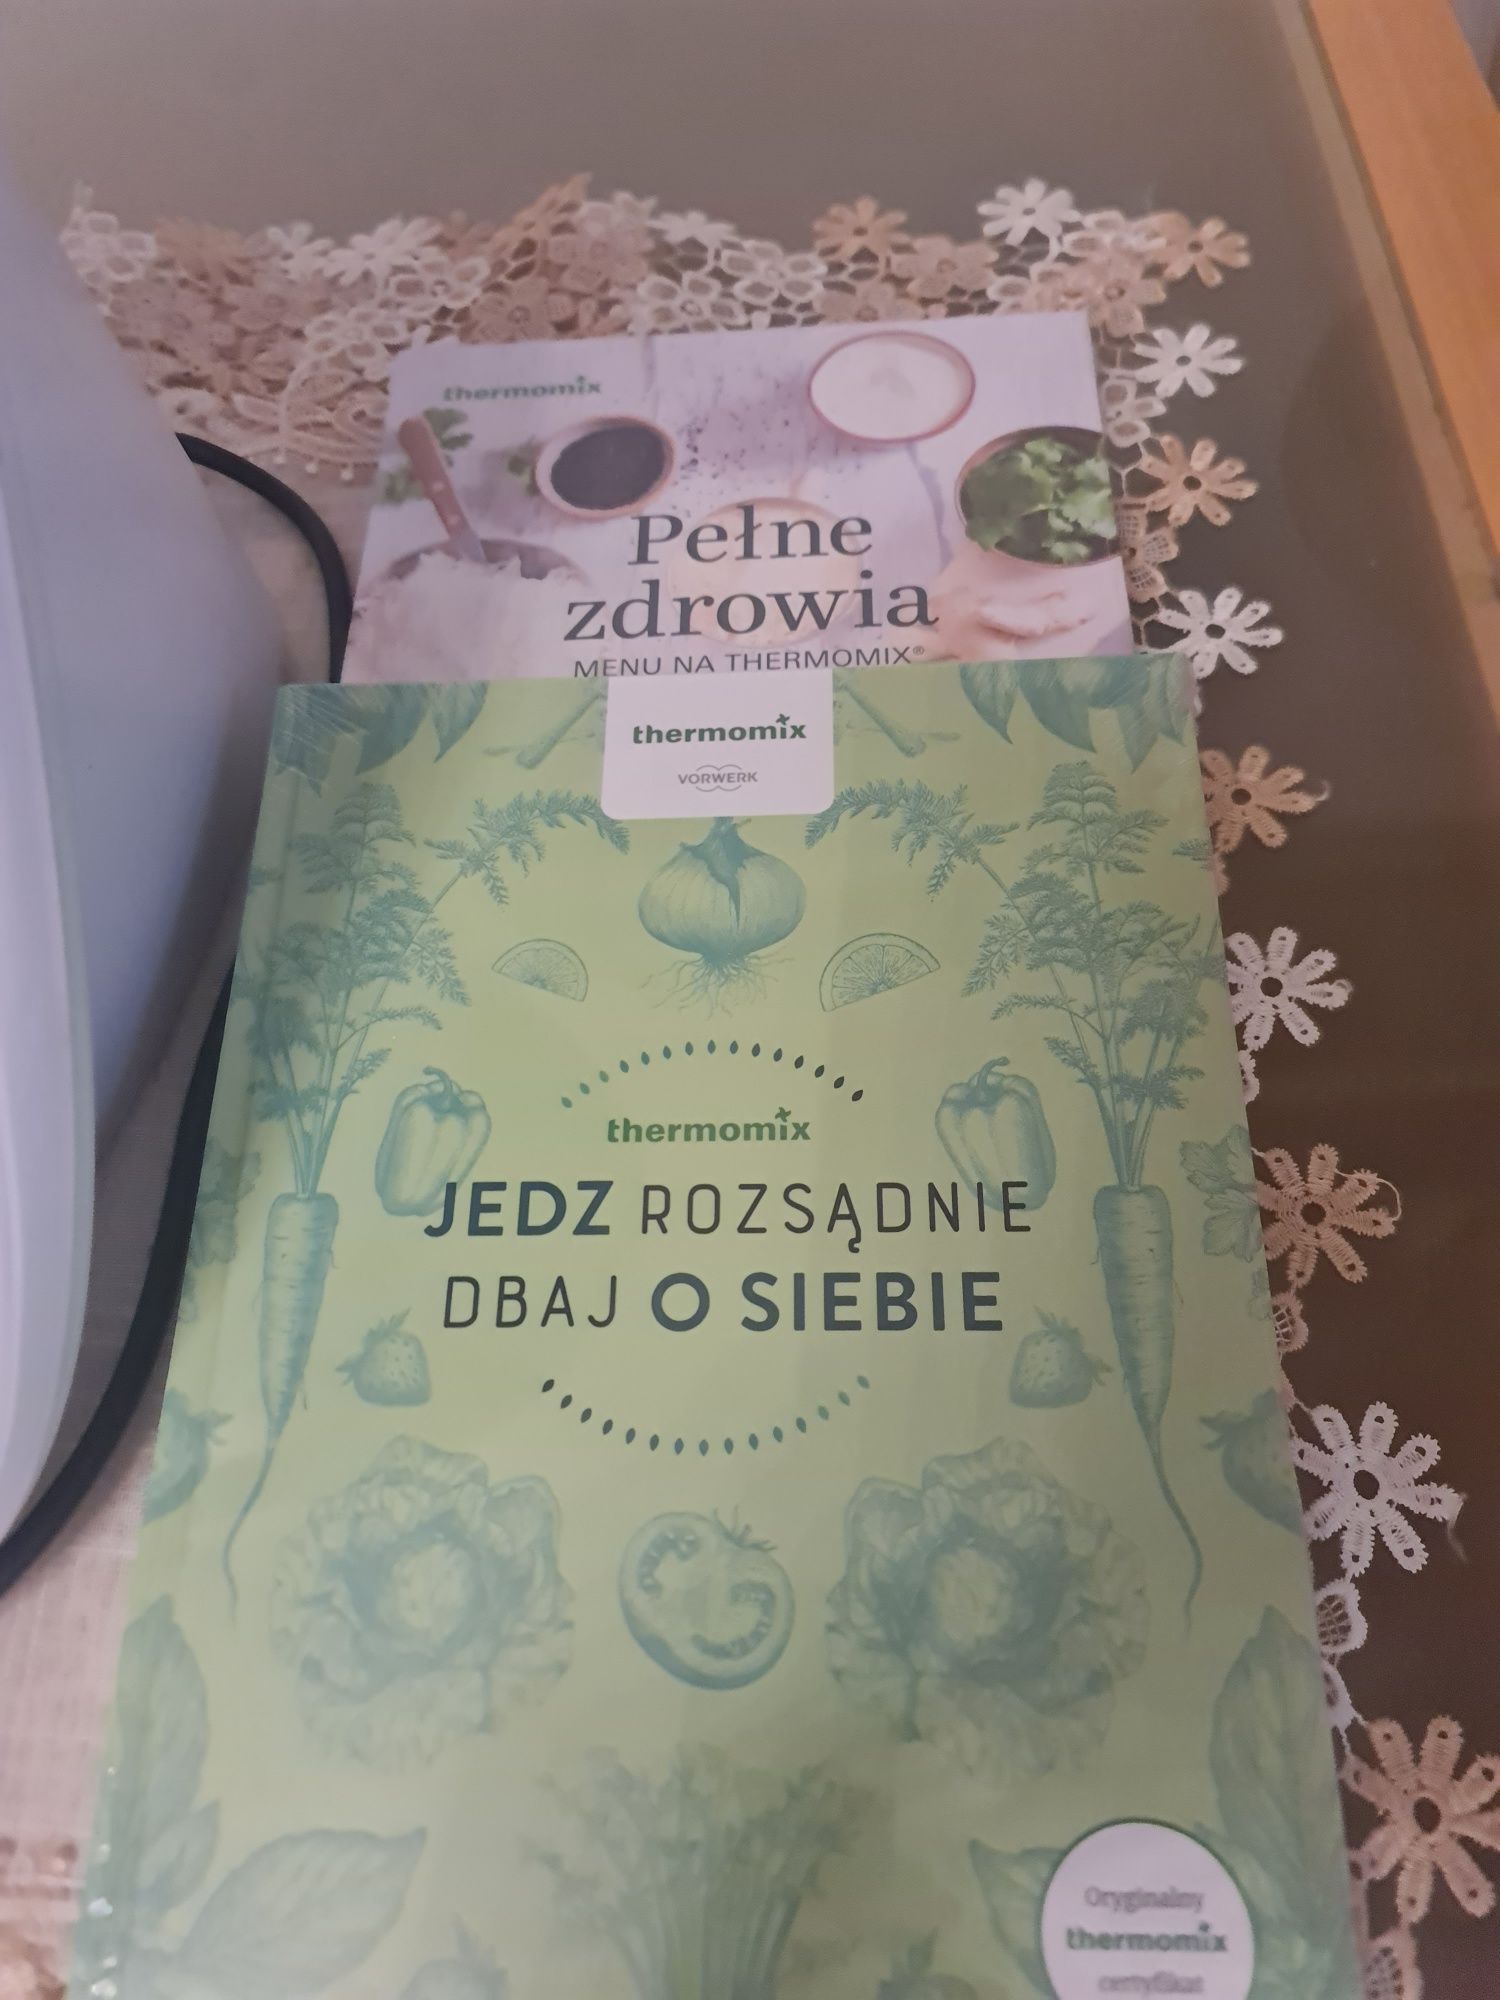 thermomix
Pełne
zdrowia
MENU NA THERMOMIX®
thermomix
VORWERK
thermomix
JEDZ ROZSĄDNIE
DBAJ O SIEBIE
Oryginalny
thermomix
certyfikat